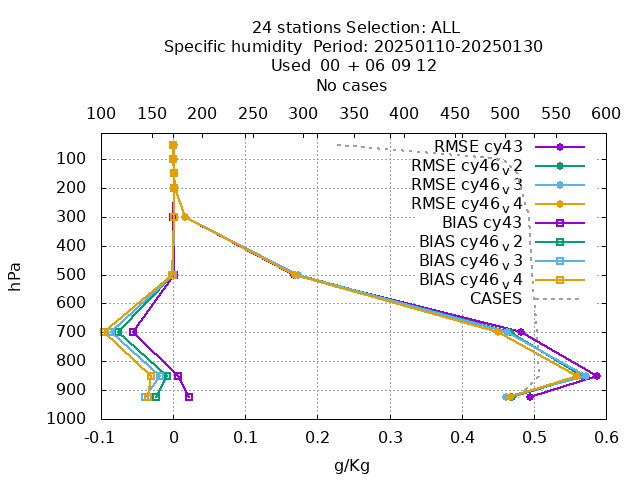 24 stations Selection: ALL
Specific humidity  Period: 20250110-20250130
Used  00 + 06 09 12
No cases
100 150 200 250 300 350 400 450 500 550 600
RMSE cy43
RMSE cy46v2
RMSE cy46v3
RMSE cy46v4
BIAS cy43
BIAS cy46v2
BIAS cy46v3
BIAS cy46v4
CASES
hPa
100
200
300
400
500
600
700
800
900
1000
-0.1 0 0.1 0.2 0.3 0.4 0.5 0.6
g/Kg